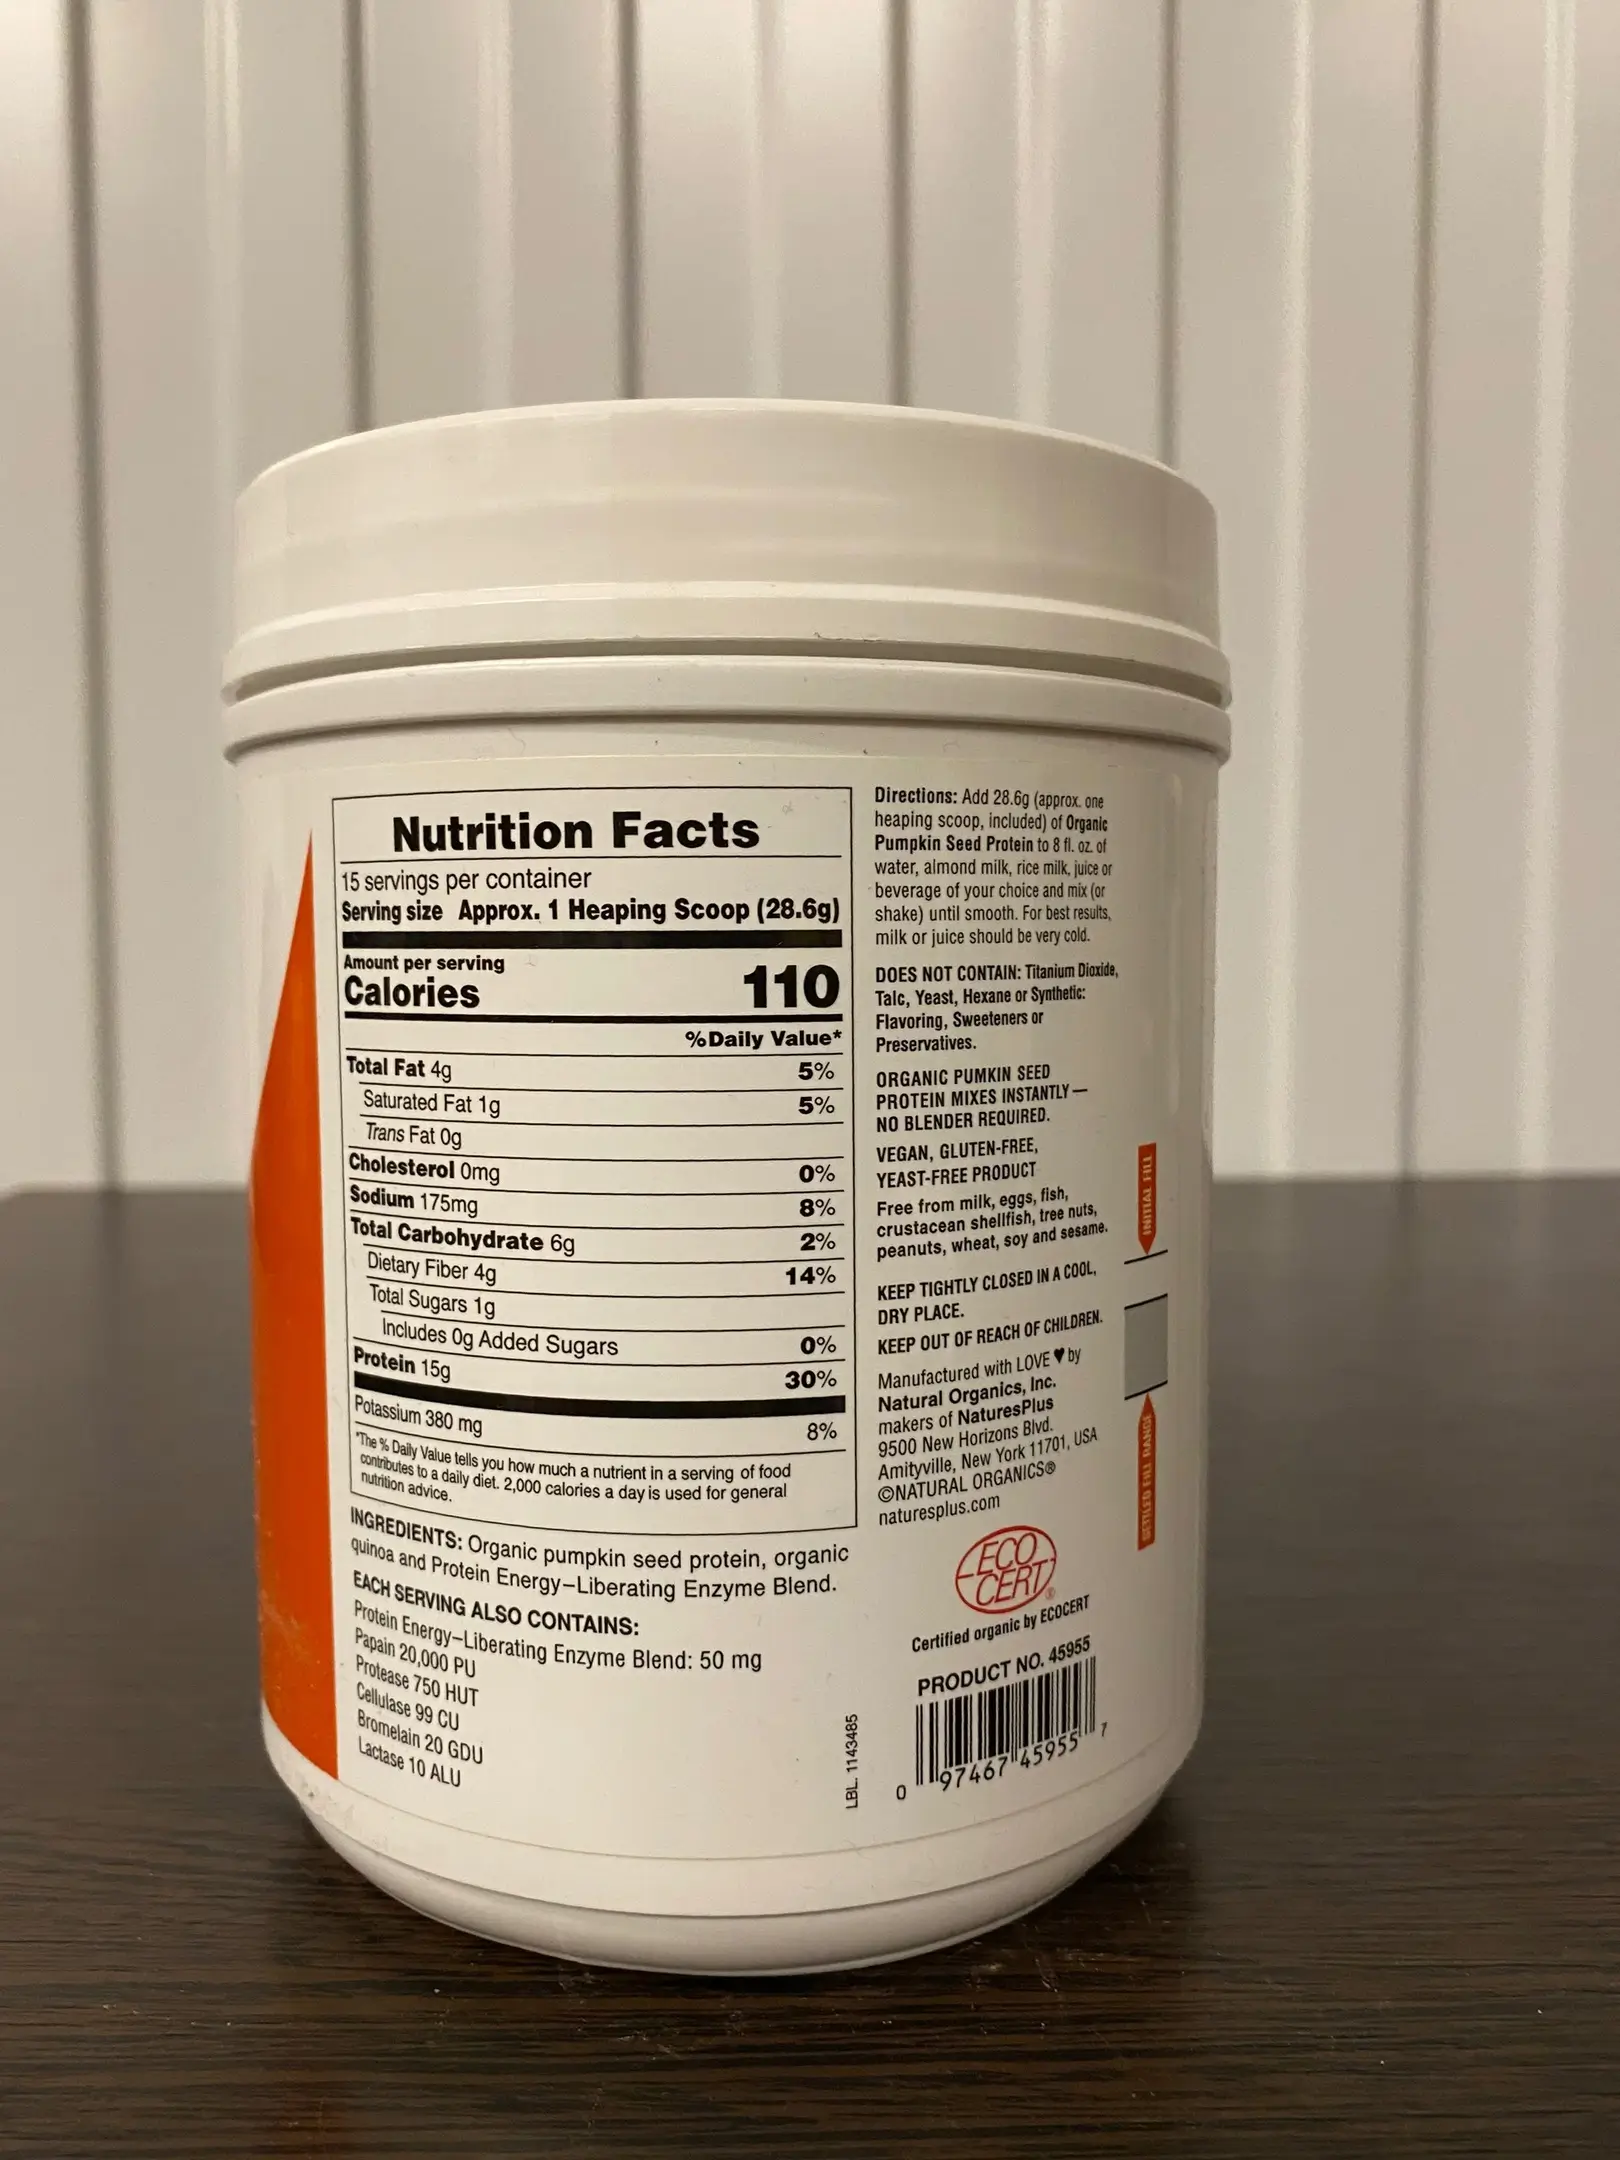 Nutrition Facts
15 servings per container
Serving size Approx. 1 Heaping Scoop (28.6g)
Amount per serving
Calories 110
% Daily Value*
Total Fat 4g 5%
Saturated Fat 1g 5%
Trans Fat 0g
Cholesterol 0mg 0%
Sodium 175mg 8%
Total Carbohydrate 6g 2%
Dietary Fiber 4g 14%
Total Sugars 1g
Includes 0g Added Sugars 0%
Protein 15g 30%
Potassium 380 mg 8%
*The % Daily Value tells you how much a nutrient in a serving of food
contributes to a daily diet. 2,000 calories a day is used for general
nutrition advice.
INGREDIENTS: Organic pumpkin seed protein, organic
quinoa and Protein Energy–Liberating Enzyme Blend.
EACH SERVING ALSO CONTAINS:
Protein Energy–Liberating Enzyme Blend: 50 mg
Papain 20,000 PU
Protease 750 HUT
Cellulase 99 CU
Bromelain 20 GDU
Lactase 10 ALU
LBL. 1143485
Directions: Add 28.6g (approx. one
heaping scoop, included) of Organic
Pumpkin Seed Protein to 8 fl. oz. of
water, almond milk, rice milk, juice or
beverage of your choice and mix (or
shake) until smooth. For best results,
milk or juice should be very cold.
DOES NOT CONTAIN: Titanium Dioxide,
Talc, Yeast, Hexane or Synthetic:
Flavoring, Sweeteners or
Preservatives.
ORGANIC PUMKIN SEED
PROTEIN MIXES INSTANTLY—
NO BLENDER REQUIRED.
VEGAN, GLUTEN-FREE,
YEAST-FREE PRODUCT
Free from milk, eggs, fish,
crustacean shellfish, tree nuts,
peanuts, wheat, soy and sesame.
KEEP TIGHTLY CLOSED IN A COOL,
DRY PLACE.
KEEP OUT OF REACH OF CHILDREN.
Manufactured with LOVE ♥ by
Natural Organics, Inc.
makers of NaturesPlus
9500 New Horizons Blvd.
Amityville, New York 11701, USA
©NATURAL ORGANICS®
naturesplus.com
ECO
CERT®
Certified organic by ECOCERT
PRODUCT NO. 45955
0 97467 45955 7
INITIAL FILL
SETTLED FILL RANGE